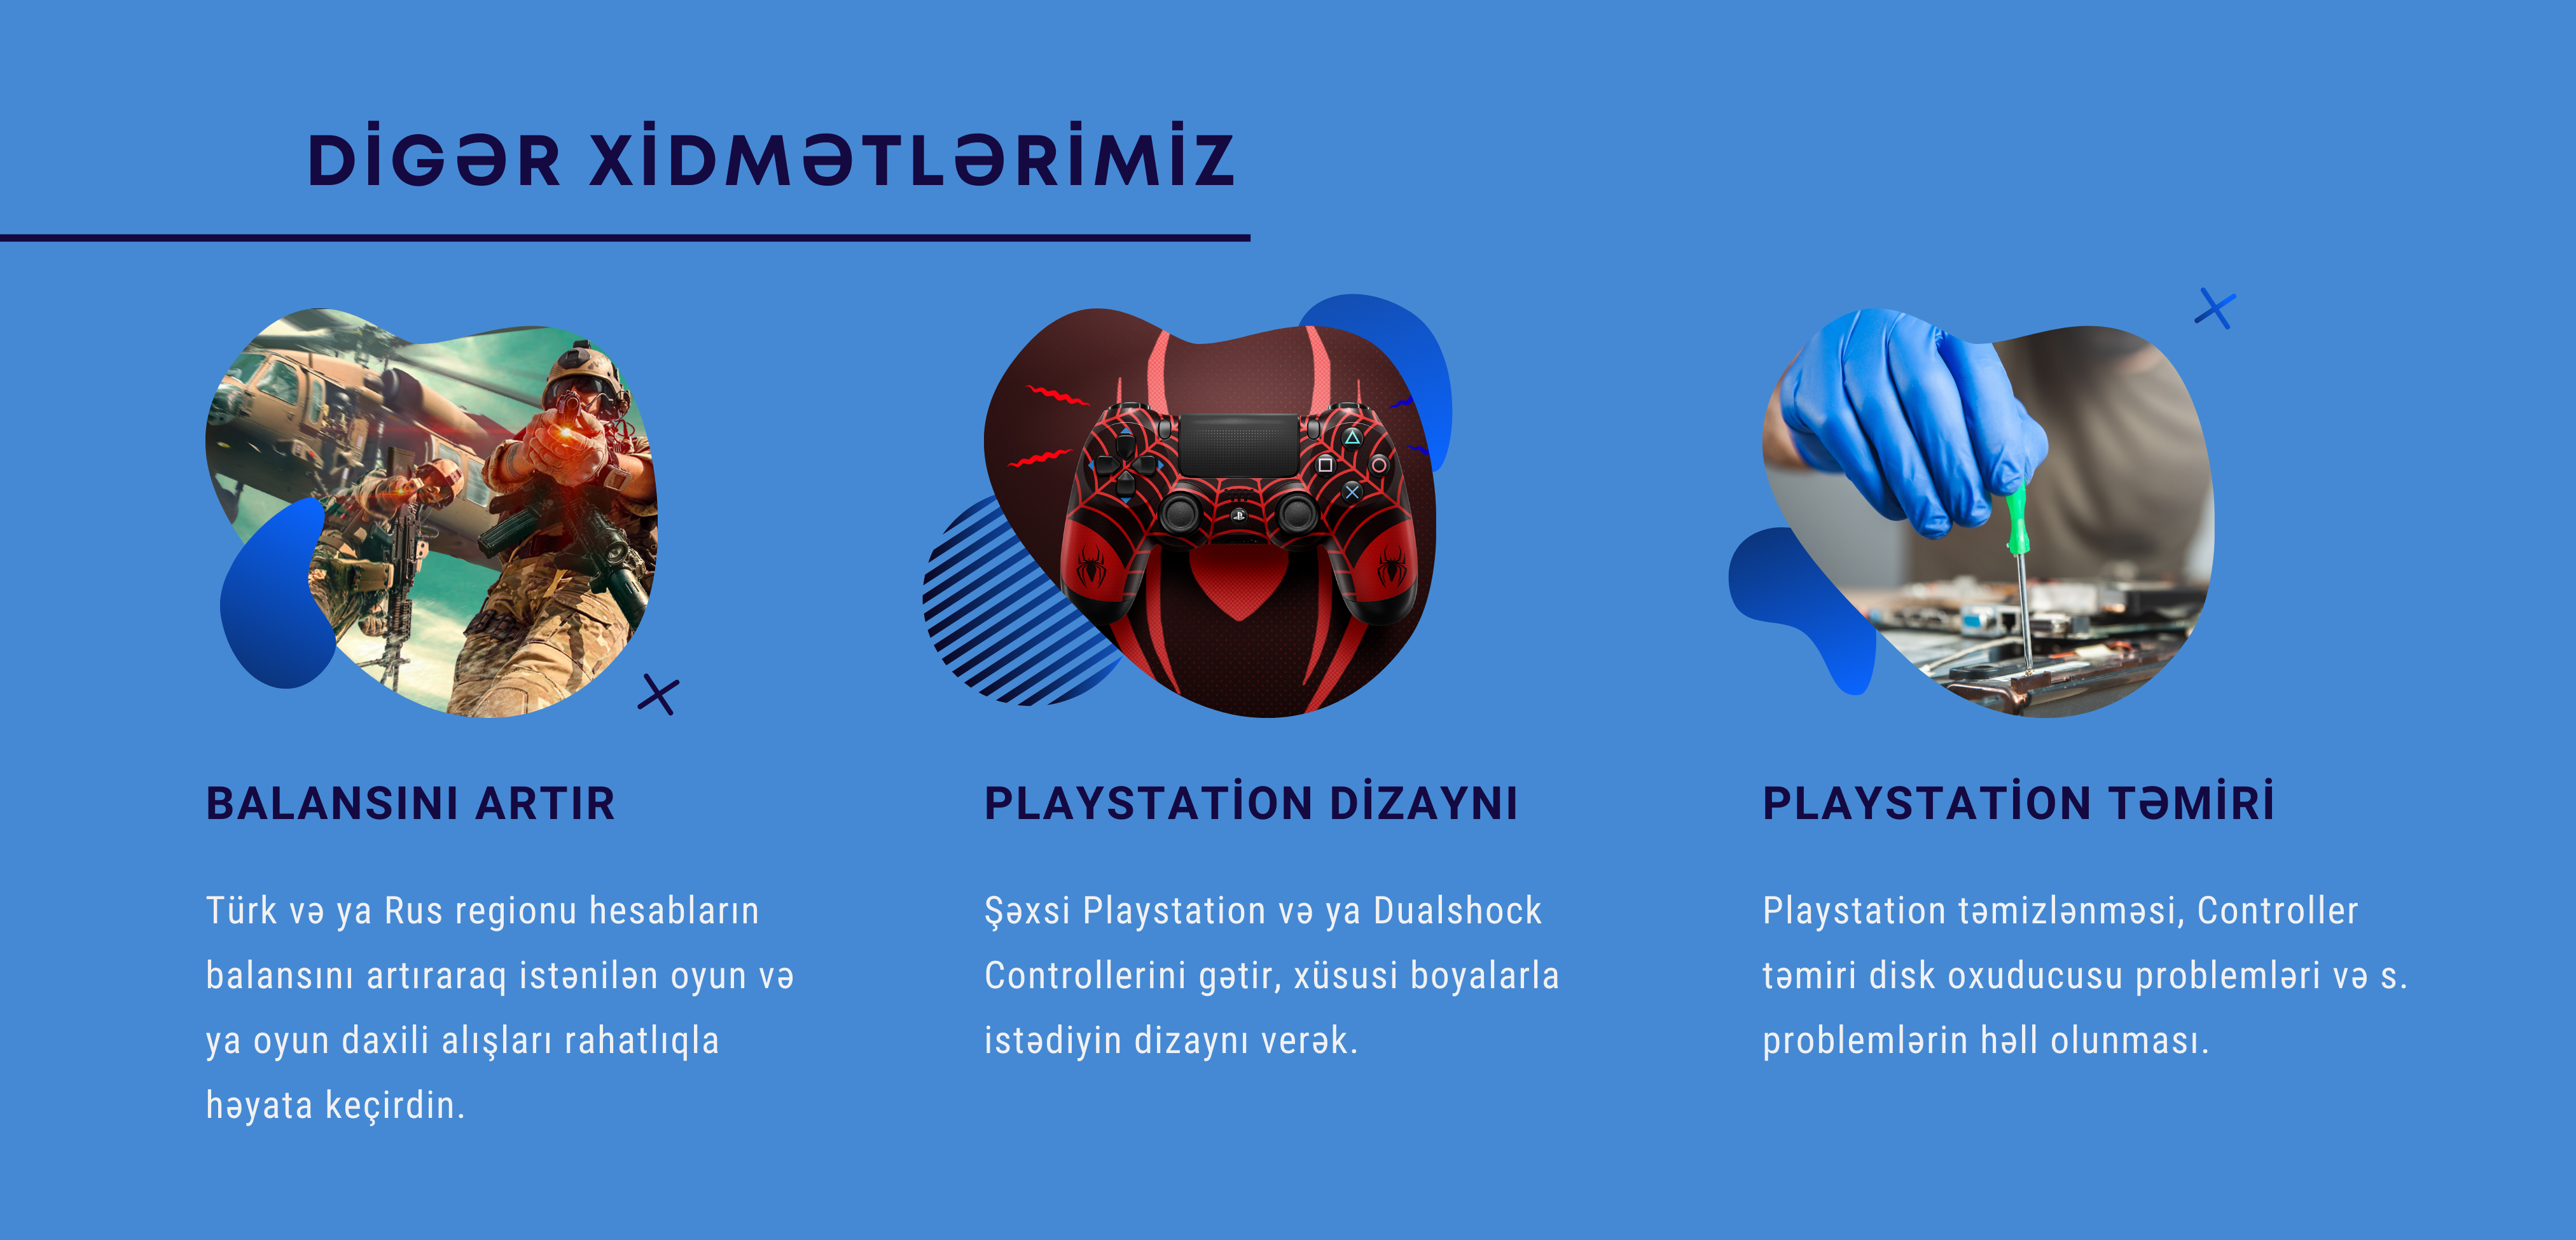 DİGƏR XİDMƏTLƏRİMİZ
BALANSINI ARTIR
Türk və ya Rus regionu hesabların
balansını artıraraq istənilən oyun və
ya oyun daxili alışları rahatlıqla
həyata keçirdin.
PLAYSTATİON DİZAYNI
Şəxsi Playstation və ya Dualshock
Controllerini gətir, xüsusi boyalarla
istədiyin dizaynı verək.
PLAYSTATİON TƏMİRİ
Playstation təmizlənməsi, Controller
təmiri disk oxuducusu problemləri və s.
problemlərin həll olunması.